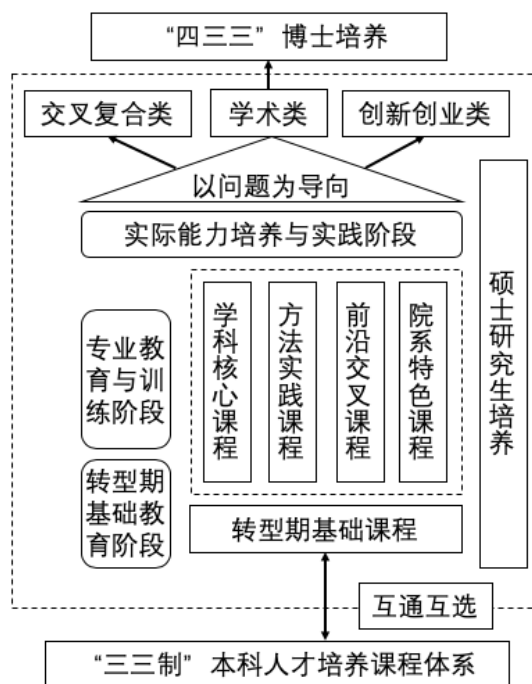 “四三三”博士培养
交叉复合类
学术类
创新创业类
以问题为导向
实际能力培养与实践阶段
专业教
育与训
练阶段
学科核心课程
方法实践课程
前沿交叉课程
院系特色课程
硕士研究生培养
转型期
基础教
育阶段
转型期基础课程
互通互选
“三三制”本科人才培养课程体系